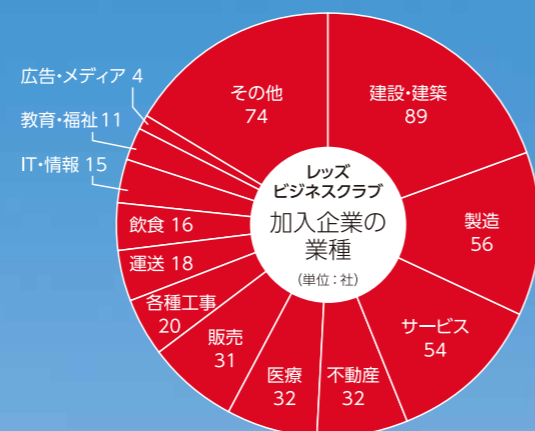 レッズ
ビジネスクラブ
加入企業の
業種
(単位:社)
建設・建築
89
製造
56
サービス
54
不動産
32
医療
32
販売
31
各種工事
20
運送 18
飲食 16
IT・情報 15
教育・福祉 11
広告・メディア 4
その他
74